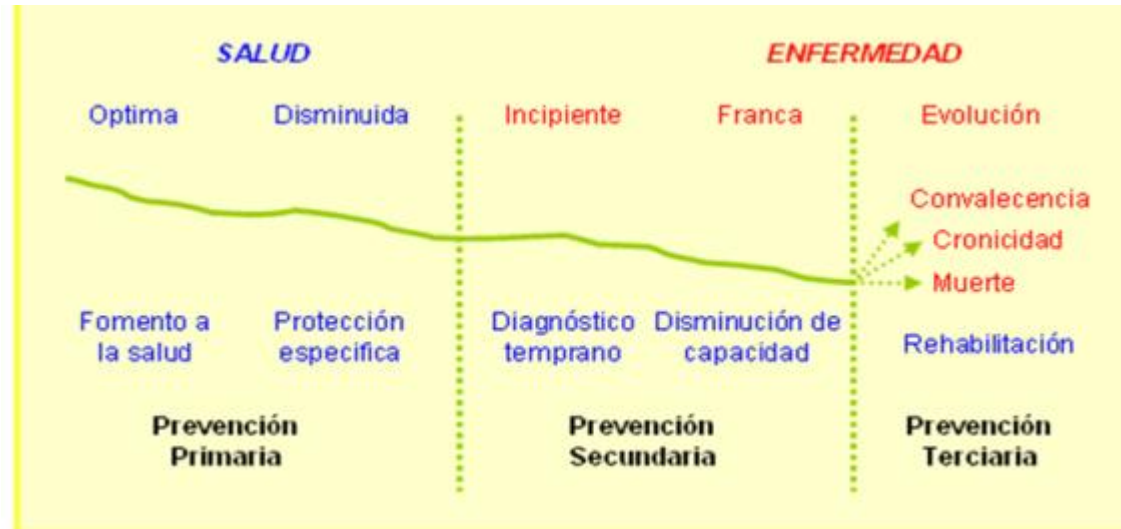 SALUD
ENFERMEDAD
Optima
Disminuida
Incipiente
Franca
Evolución
Convalecencia
Cronicidad
Muerte
Fomento a
la salud
Protección
especifica
Diagnóstico
temprano
Disminución de
capacidad
Rehabilitación
Prevención
Primaria
Prevención
Secundaria
Prevención
Terciaria